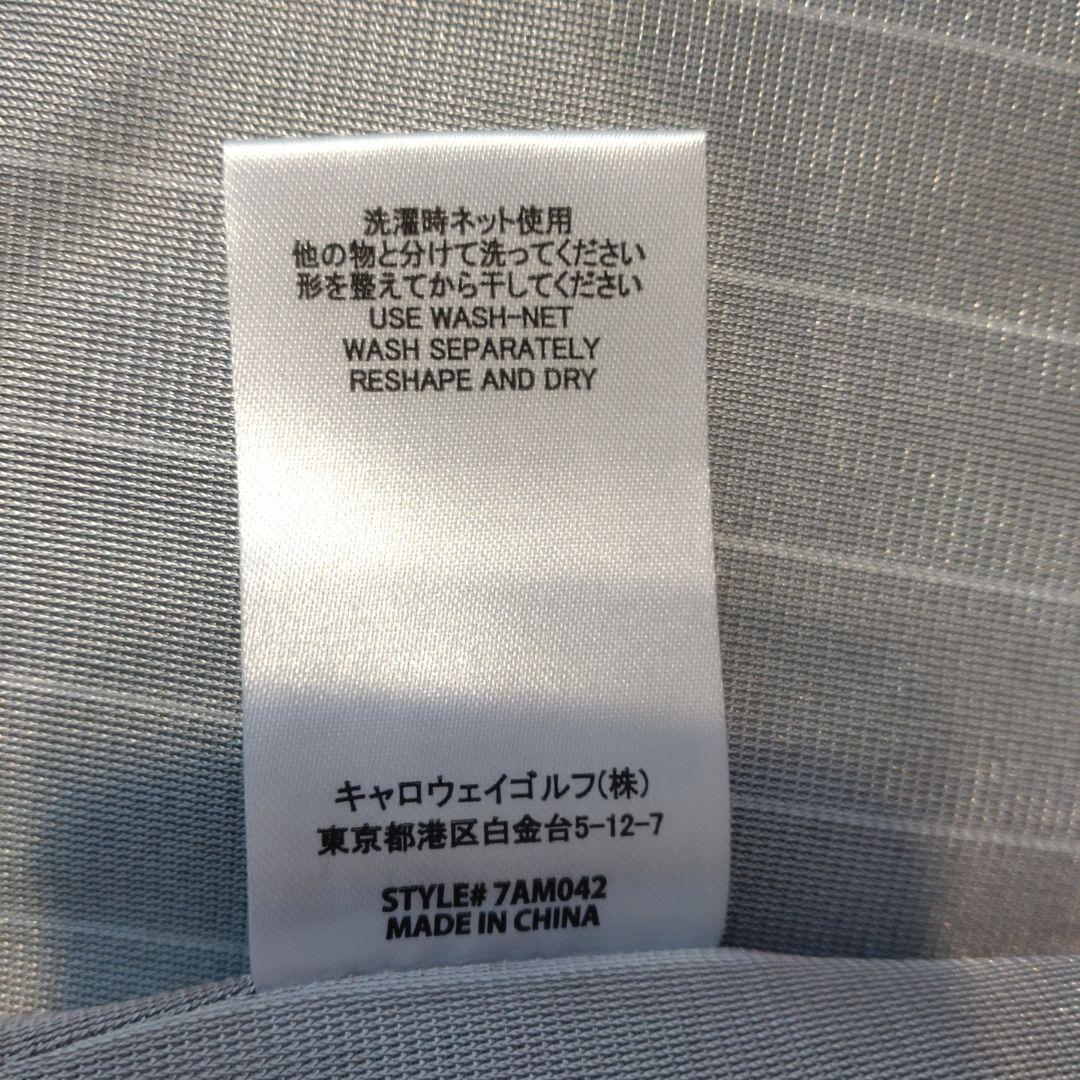 洗濯時ネット使用
他の物と分けて洗ってください
形を整えてから干してください
USE WASH-NET
WASH SEPARATELY
RESHAPE AND DRY
キャロウェイゴルフ(株)
東京都港区白金台5-12-7
STYLE# 7AM042
MADE IN CHINA